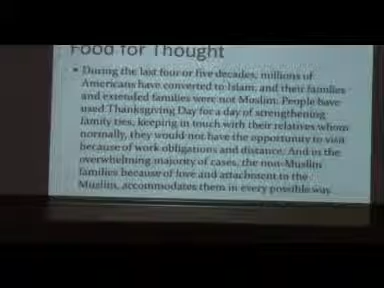 Food for Thought
• During the last four or five decades, millions of
Americans have converted to Islam, and their families
and extended families were not Muslim. People have
used Thanksgiving Day for a day of strengthening
family ties, keeping in touch with their relatives whom
normally, they would not have the opportunity to visit
because of work obligations and distance. And in the
overwhelming majority of cases, the non-Muslim
families because of love and attachment to the
Muslim, accommodates them in every possible way.